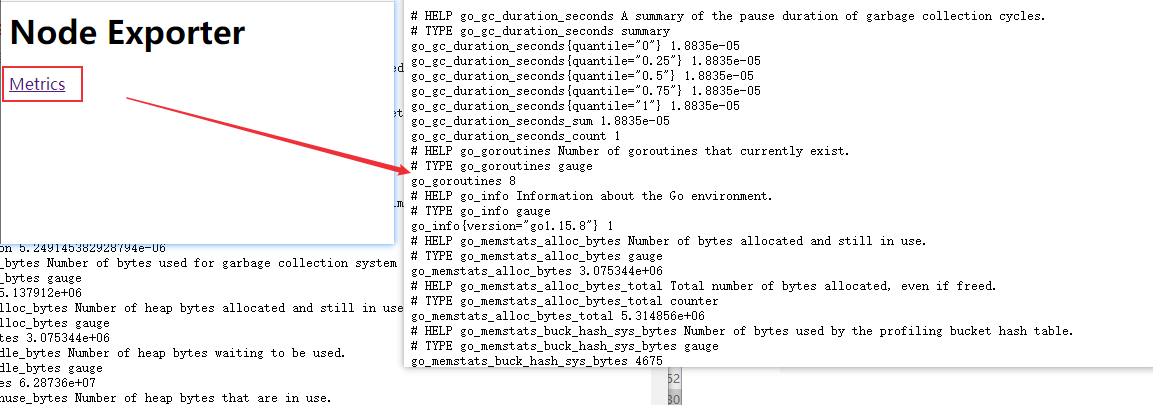 Node Exporter
Metrics
# HELP go_gc_duration_seconds A summary of the pause duration of garbage collection cycles.
# TYPE go_gc_duration_seconds summary
go_gc_duration_seconds{quantile="0"} 1.8835e-05
go_gc_duration_seconds{quantile="0.25"} 1.8835e-05
go_gc_duration_seconds{quantile="0.5"} 1.8835e-05
go_gc_duration_seconds{quantile="0.75"} 1.8835e-05
go_gc_duration_seconds{quantile="1"} 1.8835e-05
go_gc_duration_seconds_sum 1.8835e-05
go_gc_duration_seconds_count 1
# HELP go_goroutines Number of goroutines that currently exist.
# TYPE go_goroutines gauge
go_goroutines 8
# HELP go_info Information about the Go environment.
# TYPE go_info gauge
go_info{version="go1.15.8"} 1
# HELP go_memstats_alloc_bytes Number of bytes allocated and still in use.
# TYPE go_memstats_alloc_bytes gauge
go_memstats_alloc_bytes 3.075344e+06
# HELP go_memstats_alloc_bytes_total Total number of bytes allocated, even if freed.
# TYPE go_memstats_alloc_bytes_total counter
go_memstats_alloc_bytes_total 5.314856e+06
# HELP go_memstats_buck_hash_sys_bytes Number of bytes used by the profiling bucket hash table.
# TYPE go_memstats_buck_hash_sys_bytes gauge
go_memstats_buck_hash_sys_bytes 4675
on 5.249145382928794e-06
_bytes Number of bytes used for garbage collection system
_bytes gauge
5.137912e+06
lloc_bytes Number of heap bytes allocated and still in use
lloc_bytes gauge
tes 3.075344e+06
dle_bytes Number of heap bytes waiting to be used.
dle_bytes gauge
es 6.28736e+07
nuse_bytes Number of heap bytes that are in use.
52
30